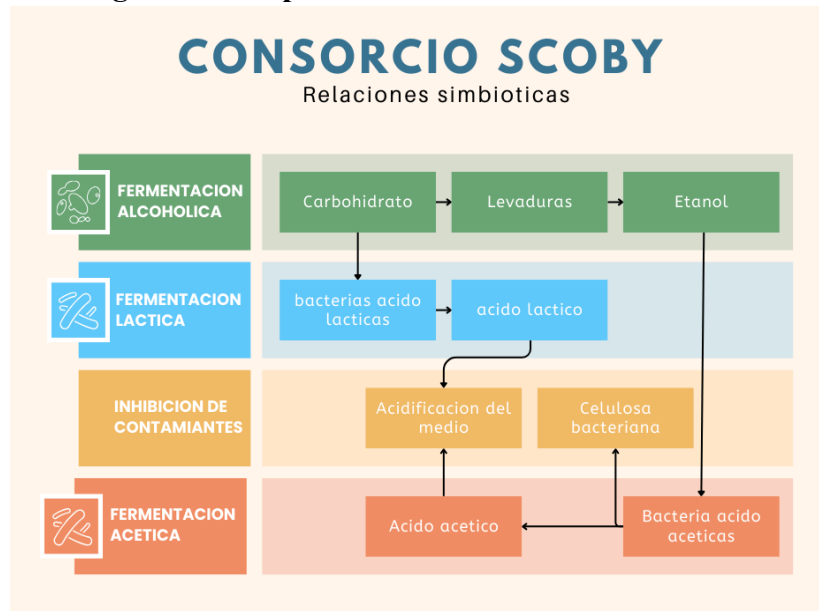 CONSORCIO SCOBY
Relaciones simbioticas
FERMENTACION
ALCOHOLICA
Carbohidrato
Levaduras
Etanol
FERMENTACION
LACTICA
bacterias acido
lacticas
acido lactico
INHIBICION DE
CONTAMIANTES
Acidificacion del
medio
Celulosa
bacteriana
FERMENTACION
ACETICA
Acido acetico
Bacteria acido
aceticas